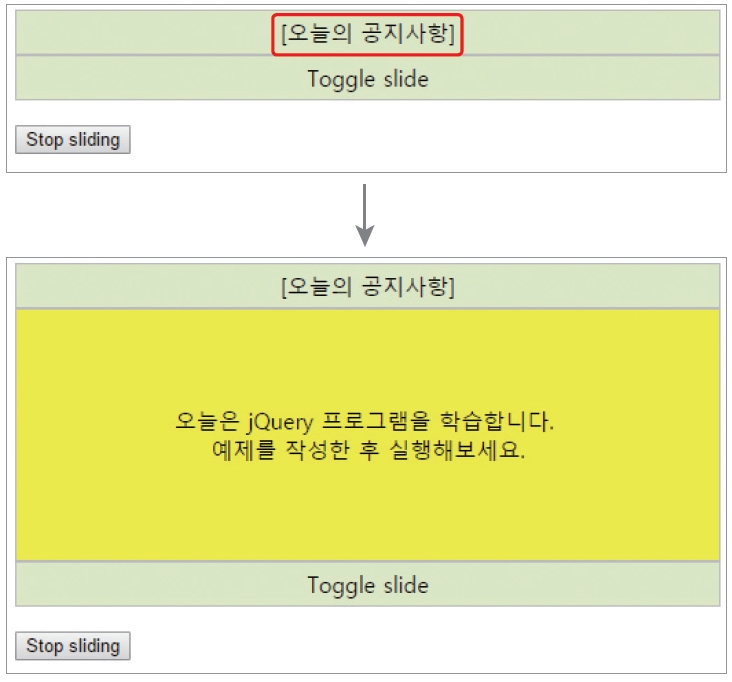 [오늘의 공지사항]
Toggle slide
Stop sliding
[오늘의 공지사항]
오늘은 jQuery 프로그램을 학습합니다.
예제를 작성한 후 실행해보세요.
Toggle slide
Stop sliding